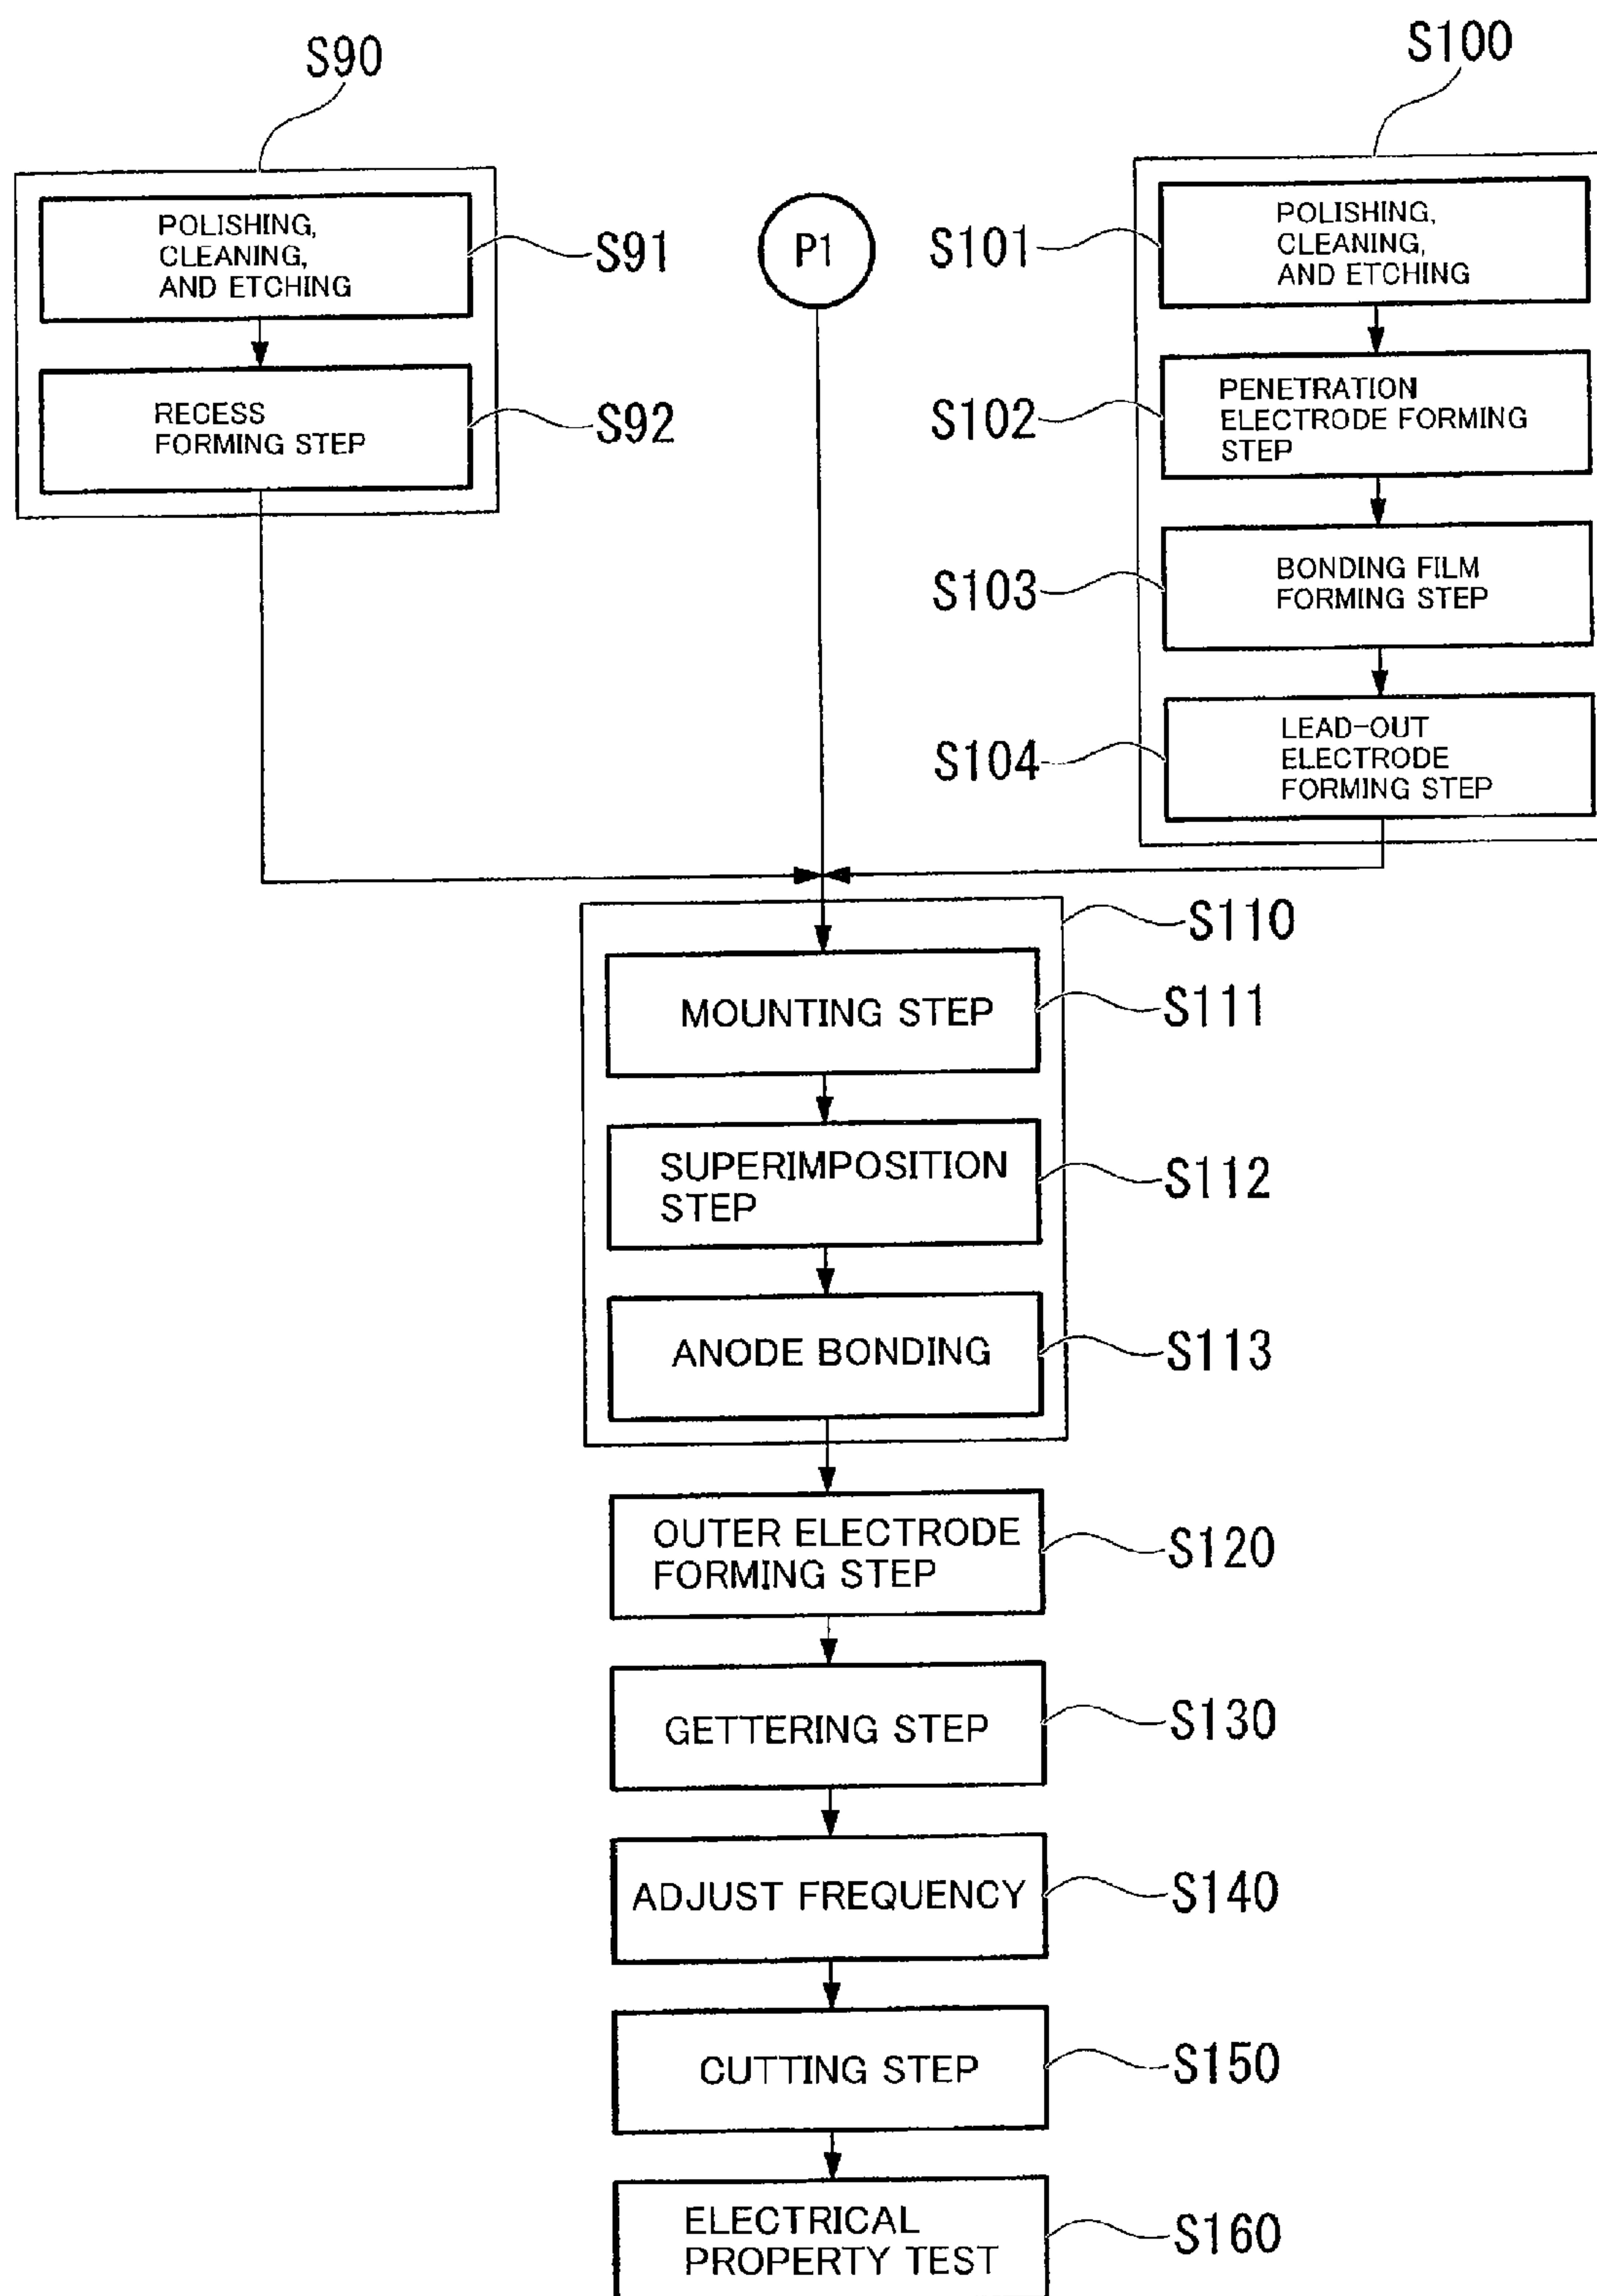 S90
POLISHING,
CLEANING,
AND ETCHING
S91
RECESS
FORMING STEP
S92
P1
S100
S101
POLISHING,
CLEANING,
AND ETCHING
S102
PENETRATION
ELECTRODE FORMING
STEP
S103
BONDING FILM
FORMING STEP
S104
LEAD-OUT
ELECTRODE
FORMING STEP
S110
MOUNTING STEP
S111
SUPERIMPOSITION
STEP
S112
ANODE BONDING
S113
OUTER ELECTRODE
FORMING STEP
S120
GETTERING STEP
S130
ADJUST FREQUENCY
S140
CUTTING STEP
S150
ELECTRICAL
PROPERTY TEST
S160